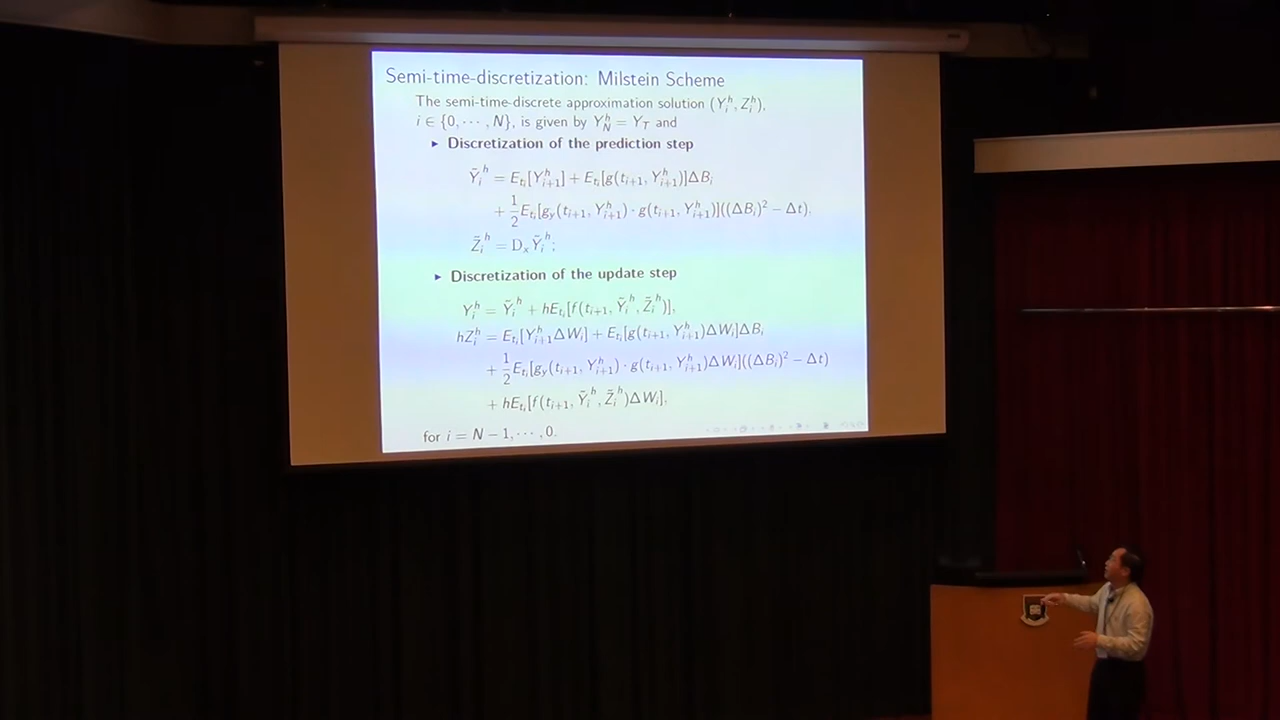 Semi-time-discretization: Milstein Scheme
The semi-time-discrete approximation solution (Y_i^h, Z_i^h),
i ∈ {0, ⋯ , N}, is given by Y_N^h = Y_T and
▸ Discretization of the prediction step
Ỹ_i^h = E_{t_i}[Y_{i+1}^h] + E_{t_i}[g(t_{i+1}, Y_{i+1}^h)]ΔB_i
+ 1/2 E_{t_i}[g_y(t_{i+1}, Y_{i+1}^h) · g(t_{i+1}, Y_{i+1}^h)]((ΔB_i)^2 − Δt),
Z̃_i^h = D_x Ỹ_i^h;
▸ Discretization of the update step
Y_i^h = Ỹ_i^h + hE_{t_i}[f(t_{i+1}, Ỹ_i^h, Z̃_i^h)],
hZ_i^h = E_{t_i}[Y_{i+1}^h ΔW_i] + E_{t_i}[g(t_{i+1}, Y_{i+1}^h)ΔW_i]ΔB_i
+ 1/2 E_{t_i}[g_y(t_{i+1}, Y_{i+1}^h) · g(t_{i+1}, Y_{i+1}^h)ΔW_i]((ΔB_i)^2 − Δt)
+ hE_{t_i}[f(t_{i+1}, Ỹ_i^h, Z̃_i^h)ΔW_i],
for i = N − 1, ⋯ , 0.